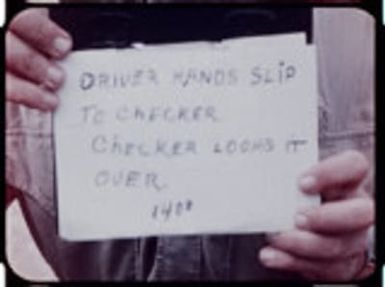 DRIVER HANDS SLIP
TO CHECKER
CHECKER LOOKS IT
OVER.